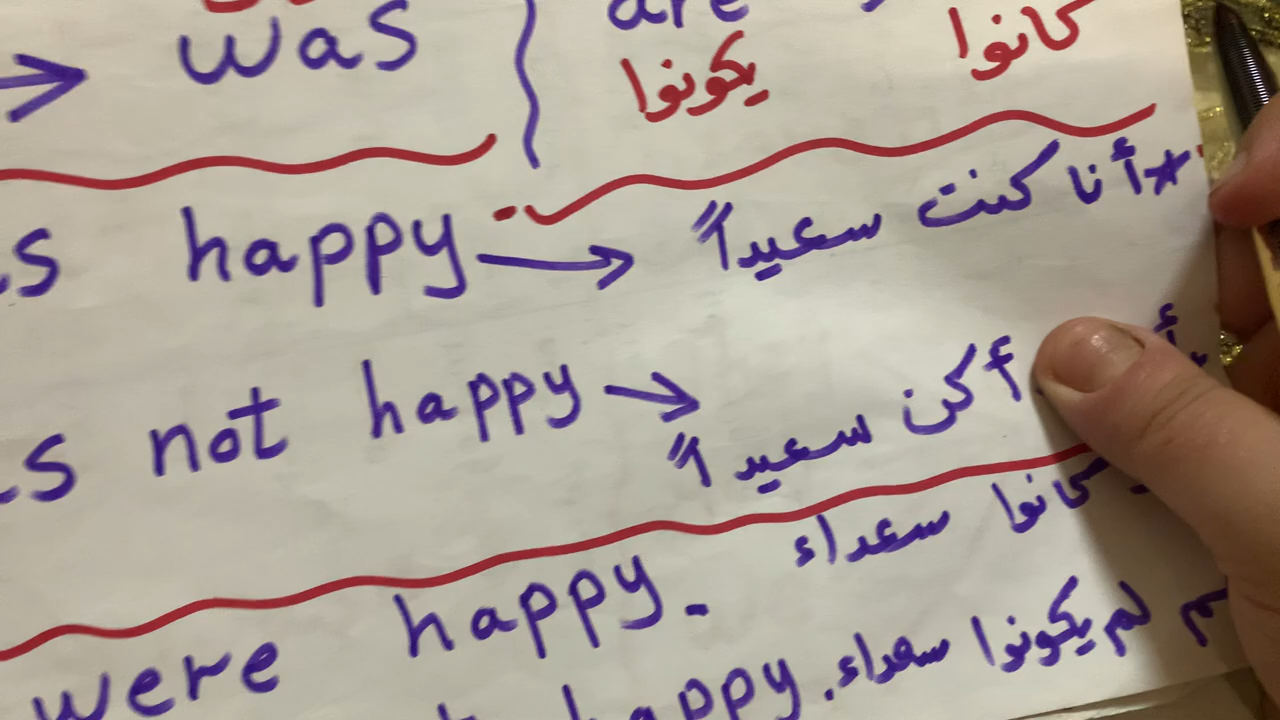 was are
يكونوا كانوا
happy → *أنا كنت سعيداً
not happy → أكن سعيداً
كانوا سعداء
were happy.
لم يكونوا سعداء.
happy